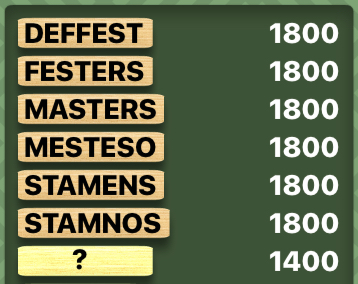 DEFFEST 1800
FESTERS 1800
MASTERS 1800
MESTESO 1800
STAMENS 1800
STAMNOS 1800
? 1400